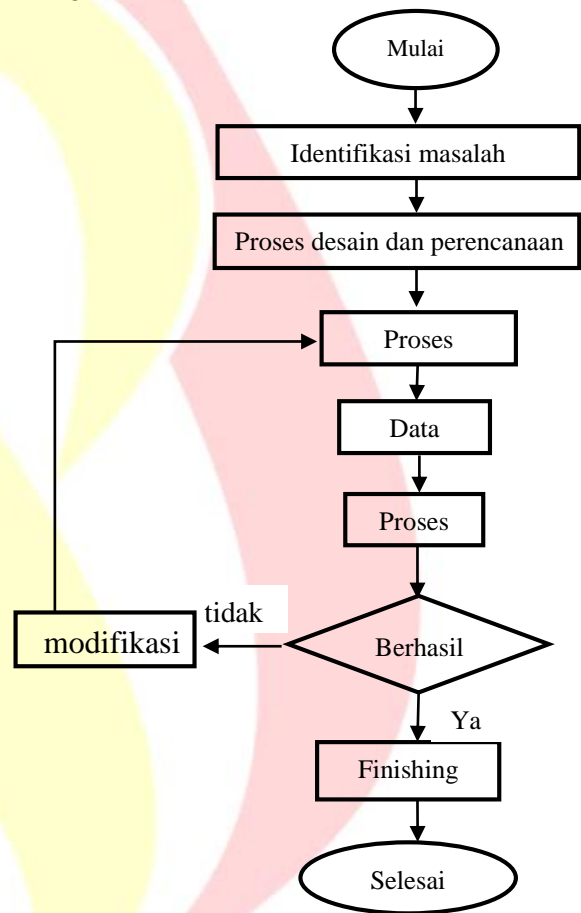 Mulai
Identifikasi masalah
Proses desain dan perencanaan
Proses
Data
Proses
tidak
modifikasi
Berhasil
Ya
Finishing
Selesai